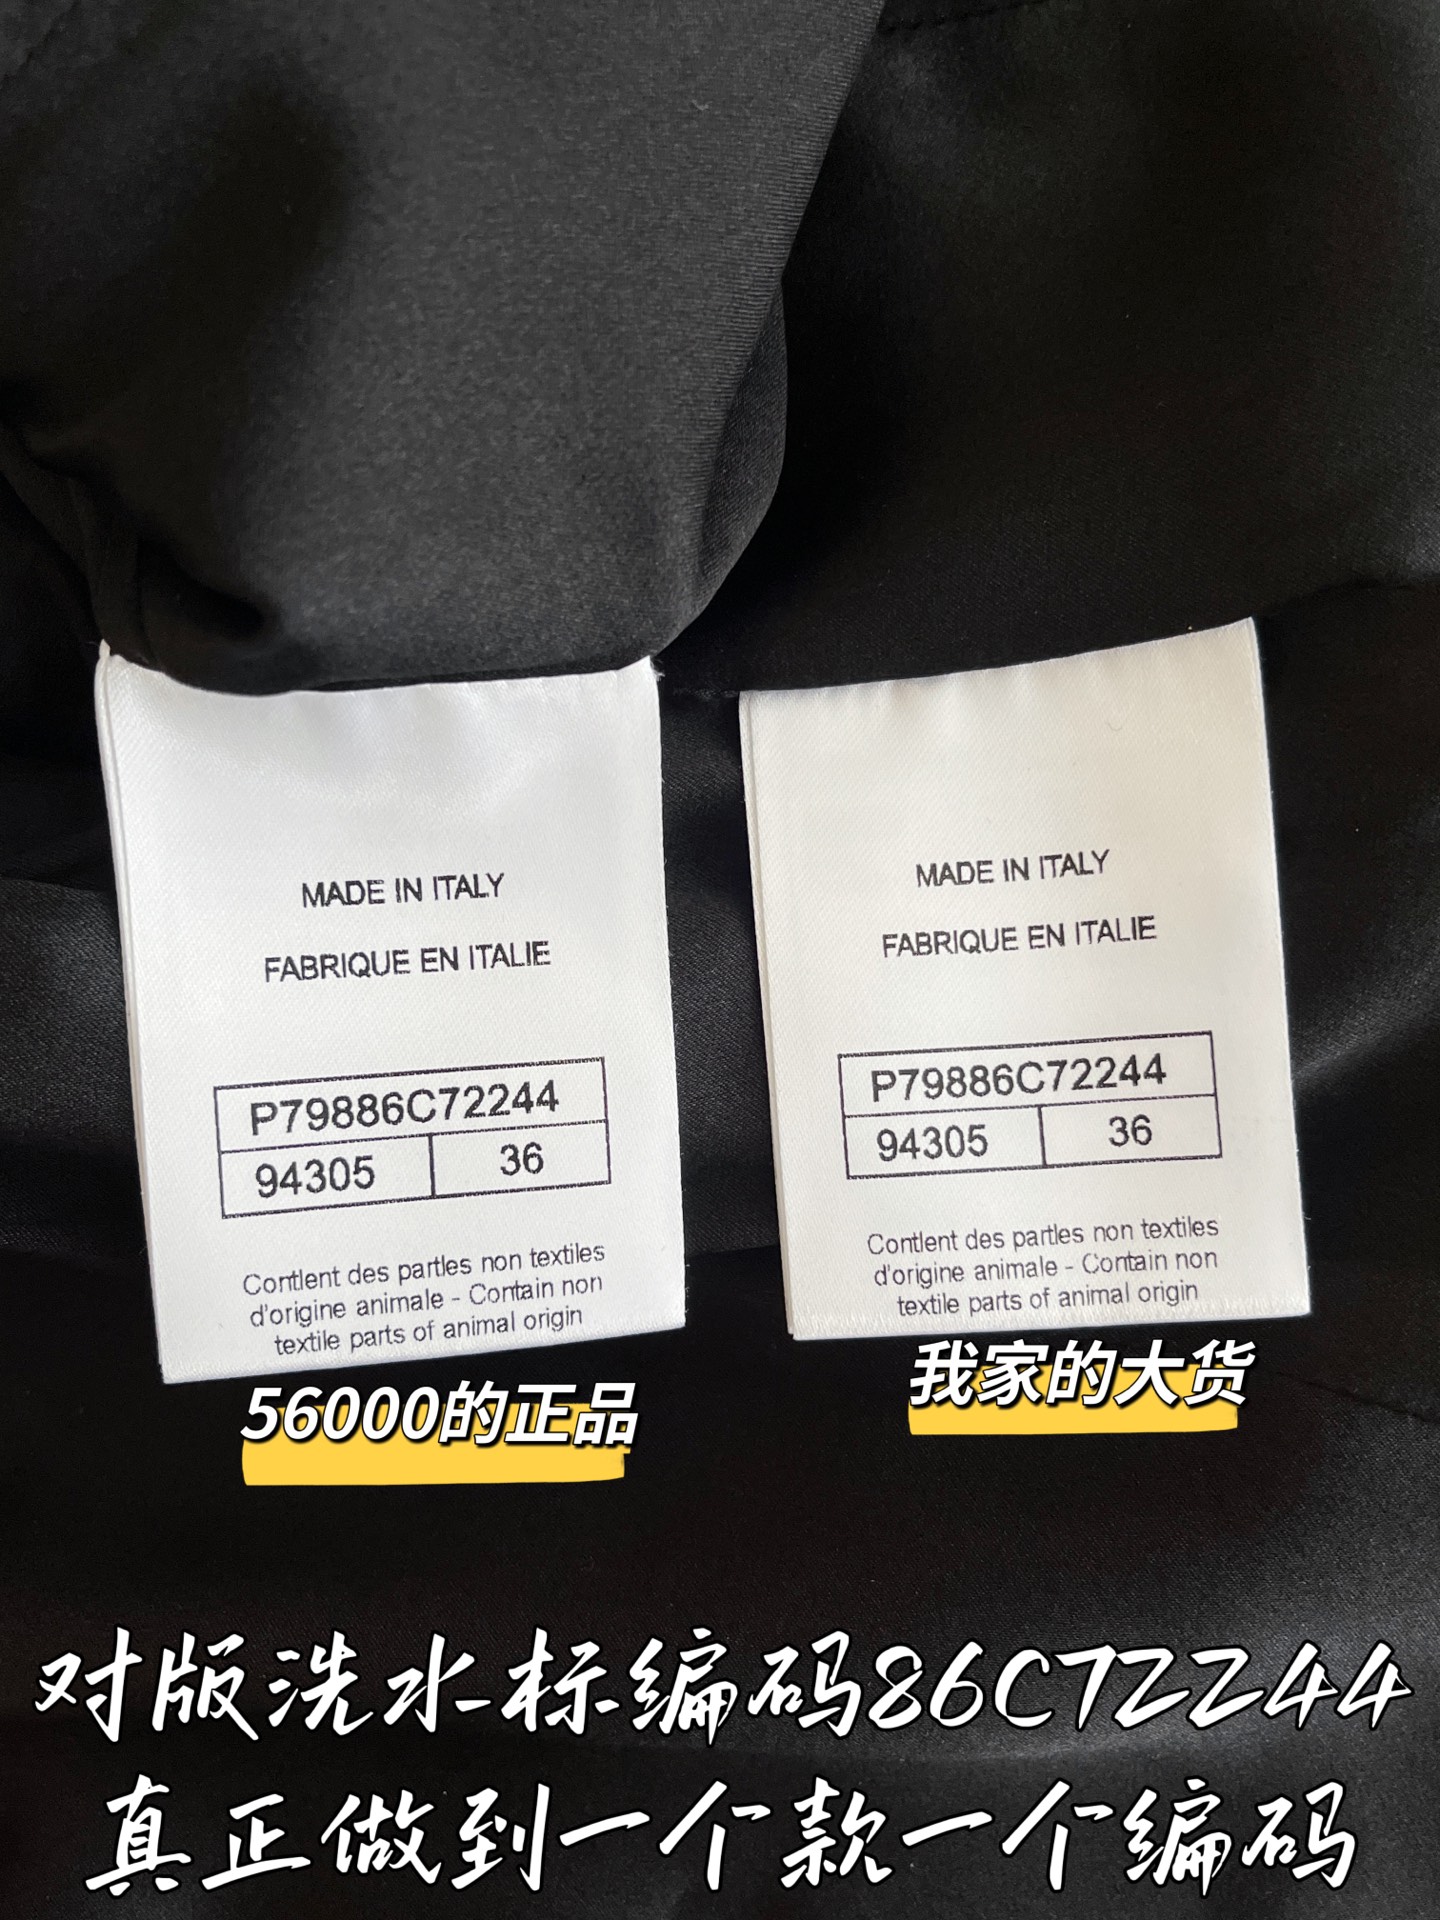 MADE IN ITALY
FABRIQUE EN ITALIE
P79886C72244
94305 36
Contient des parties non textiles
d'origine animale - Contain non
textile parts of animal origin
MADE IN ITALY
FABRIQUE EN ITALIE
P79886C72244
94305 36
Contient des parties non textiles
d'origine animale - Contain non
textile parts of animal origin
56000的正品
我家的大货
对版洗水标编码86C72244
真正做到一个款一个编码